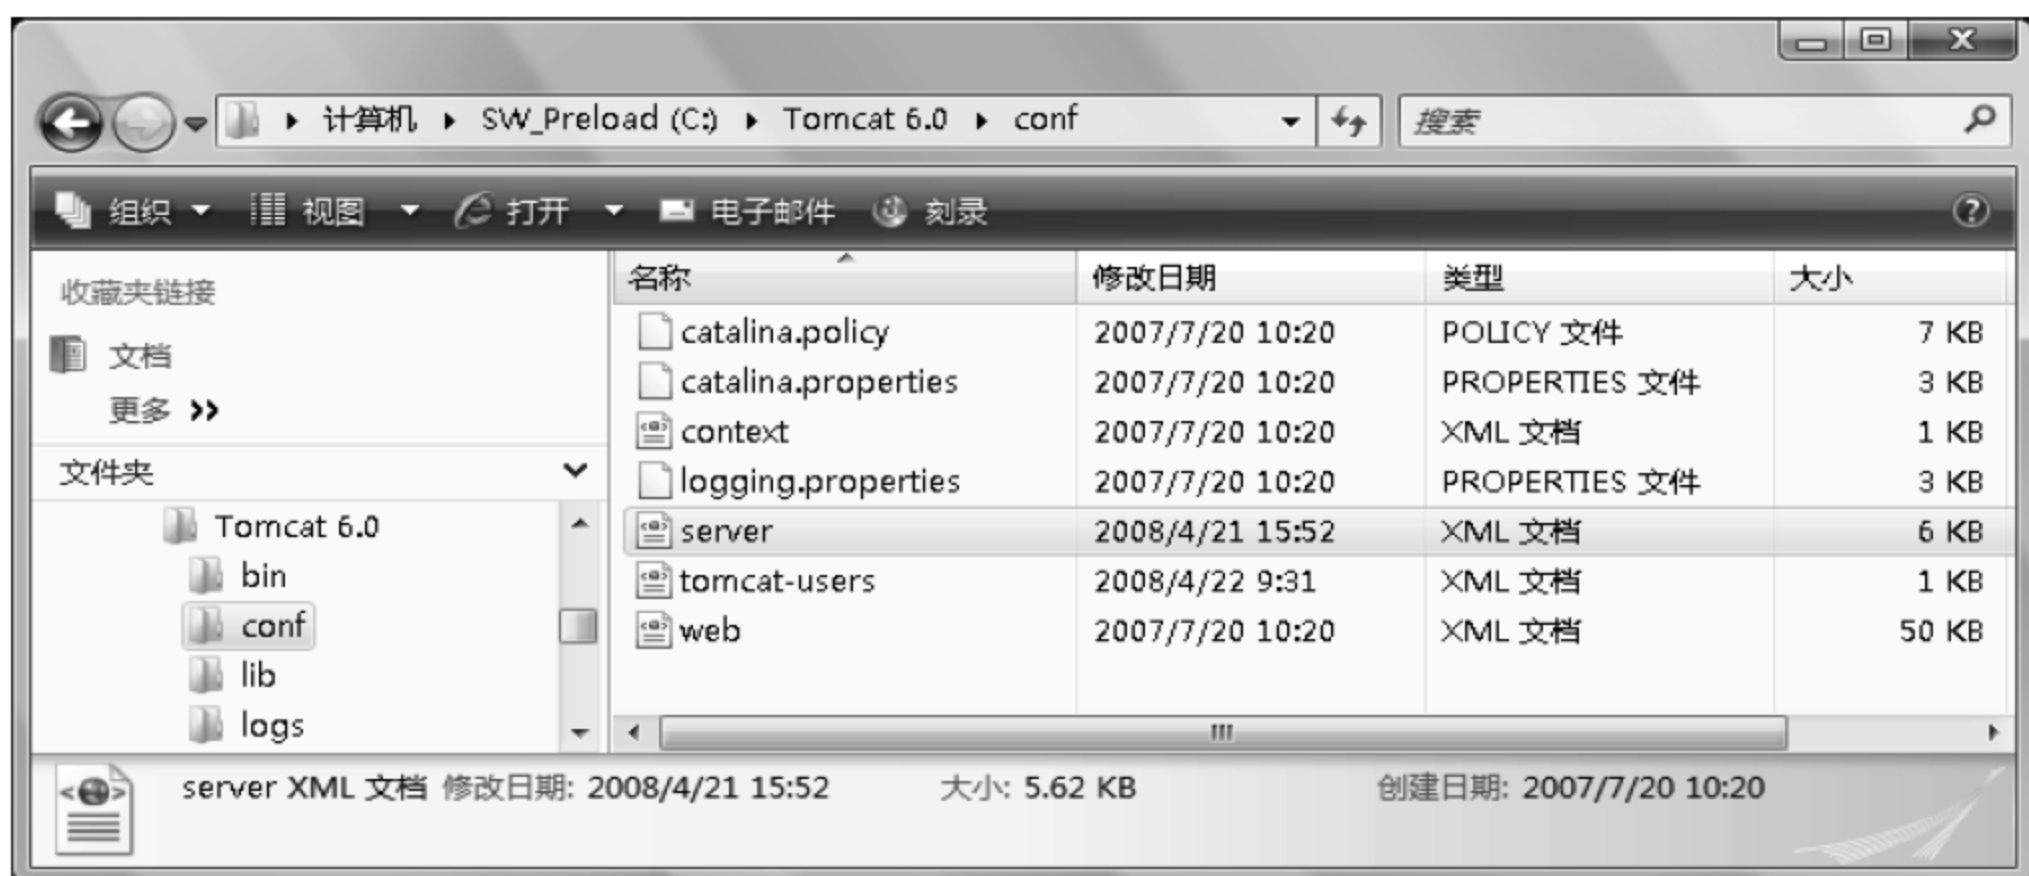 计算机 SW_Preload (C:) Tomcat 6.0 conf 搜索
组织 视图 打开 电子邮件 刻录
收藏夹链接
文档
更多 >>
文件夹
Tomcat 6.0
bin
conf
lib
logs
名称 修改日期 类型 大小
catalina.policy 2007/7/20 10:20 POLICY 文件 7 KB
catalina.properties 2007/7/20 10:20 PROPERTIES 文件 3 KB
context 2007/7/20 10:20 XML 文档 1 KB
logging.properties 2007/7/20 10:20 PROPERTIES 文件 3 KB
server 2008/4/21 15:52 XML 文档 6 KB
tomcat-users 2008/4/22 9:31 XML 文档 1 KB
web 2007/7/20 10:20 XML 文档 50 KB
server XML 文档 修改日期: 2008/4/21 15:52 大小: 5.62 KB 创建日期: 2007/7/20 10:20